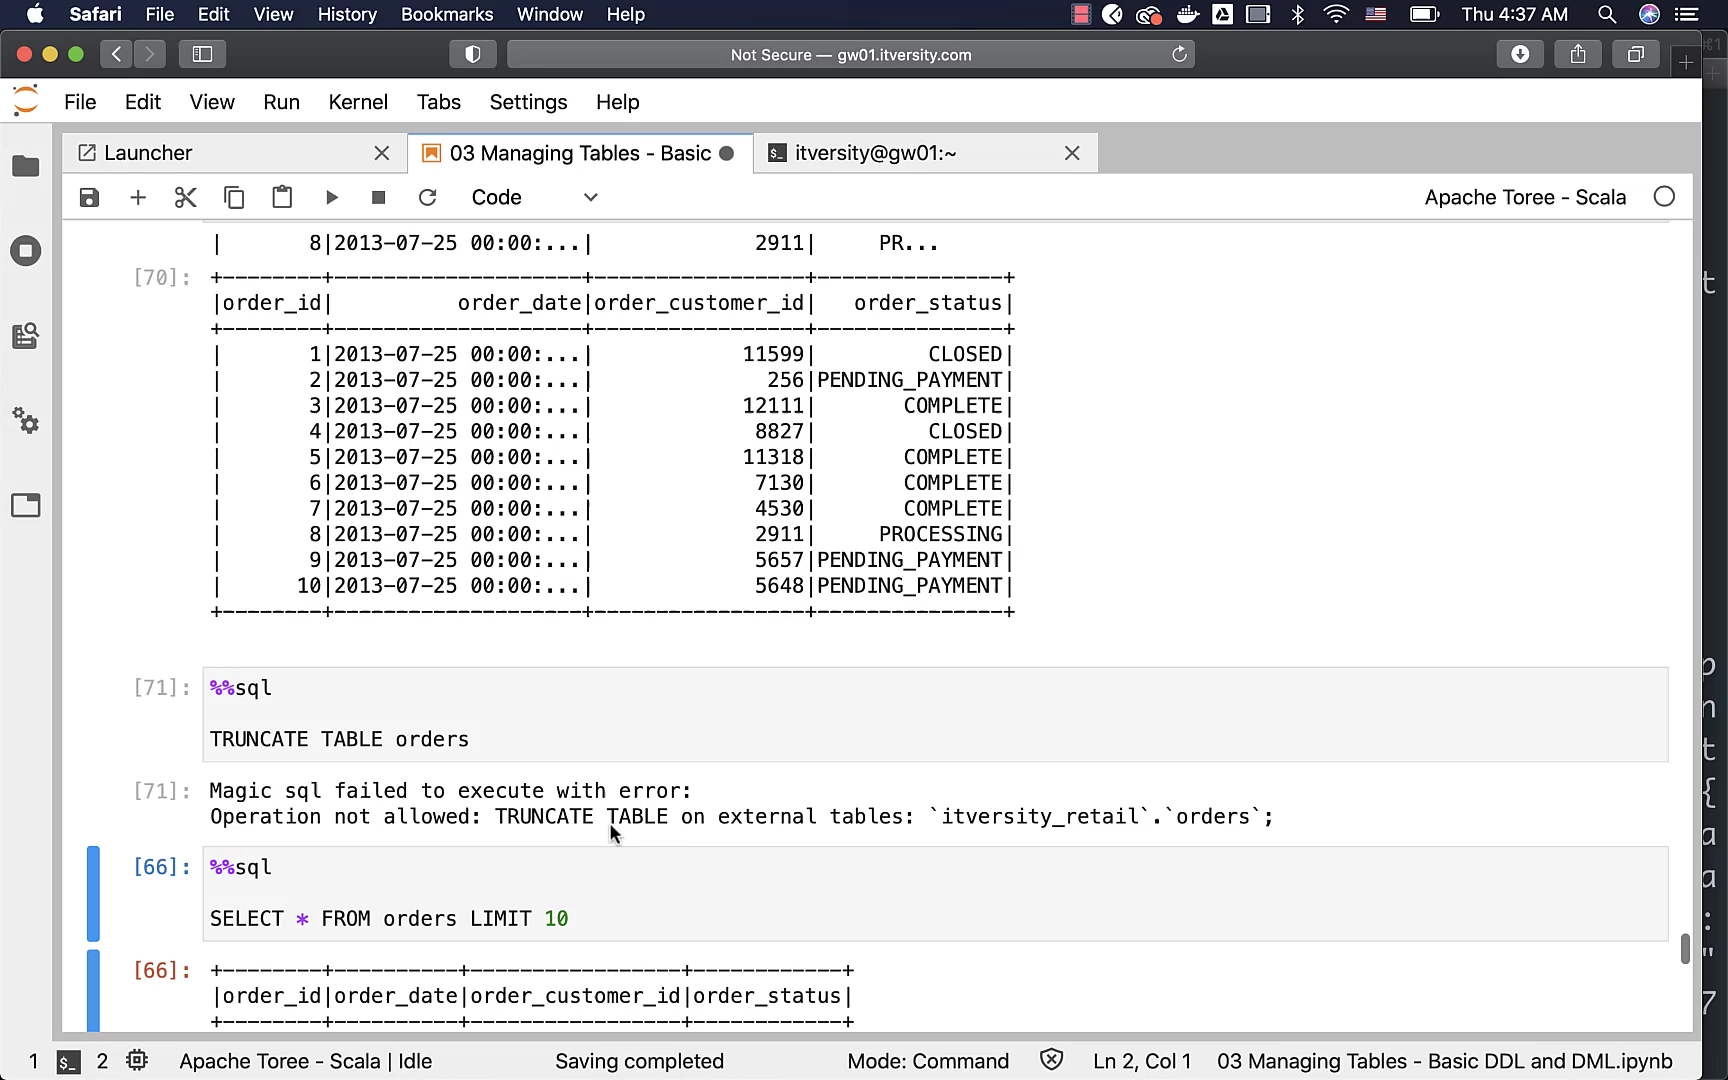 Safari File Edit View History Bookmarks Window Help Thu 4:37 AM
Not Secure — gw01.itversity.com
File Edit View Run Kernel Tabs Settings Help
Launcher 03 Managing Tables - Basic itversity@gw01:~
Code Apache Toree - Scala
| 8|2013-07-25 00:00:...| 2911| PR...
[70]: +--------+--------------------+-----------------+---------------+
|order_id| order_date|order_customer_id| order_status|
+--------+--------------------+-----------------+---------------+
| 1|2013-07-25 00:00:...| 11599| CLOSED|
| 2|2013-07-25 00:00:...| 256|PENDING_PAYMENT|
| 3|2013-07-25 00:00:...| 12111| COMPLETE|
| 4|2013-07-25 00:00:...| 8827| CLOSED|
| 5|2013-07-25 00:00:...| 11318| COMPLETE|
| 6|2013-07-25 00:00:...| 7130| COMPLETE|
| 7|2013-07-25 00:00:...| 4530| COMPLETE|
| 8|2013-07-25 00:00:...| 2911| PROCESSING|
| 9|2013-07-25 00:00:...| 5657|PENDING_PAYMENT|
| 10|2013-07-25 00:00:...| 5648|PENDING_PAYMENT|
+--------+--------------------+-----------------+---------------+
[71]: %%sql
TRUNCATE TABLE orders
[71]: Magic sql failed to execute with error:
Operation not allowed: TRUNCATE TABLE on external tables: `itversity_retail`.`orders`;
[66]: %%sql
SELECT * FROM orders LIMIT 10
[66]: +--------+----------+-----------------+------------+
|order_id|order_date|order_customer_id|order_status|
+--------+----------+-----------------+------------+
1 2 Apache Toree - Scala | Idle Saving completed Mode: Command Ln 2, Col 1 03 Managing Tables - Basic DDL and DML.ipynb